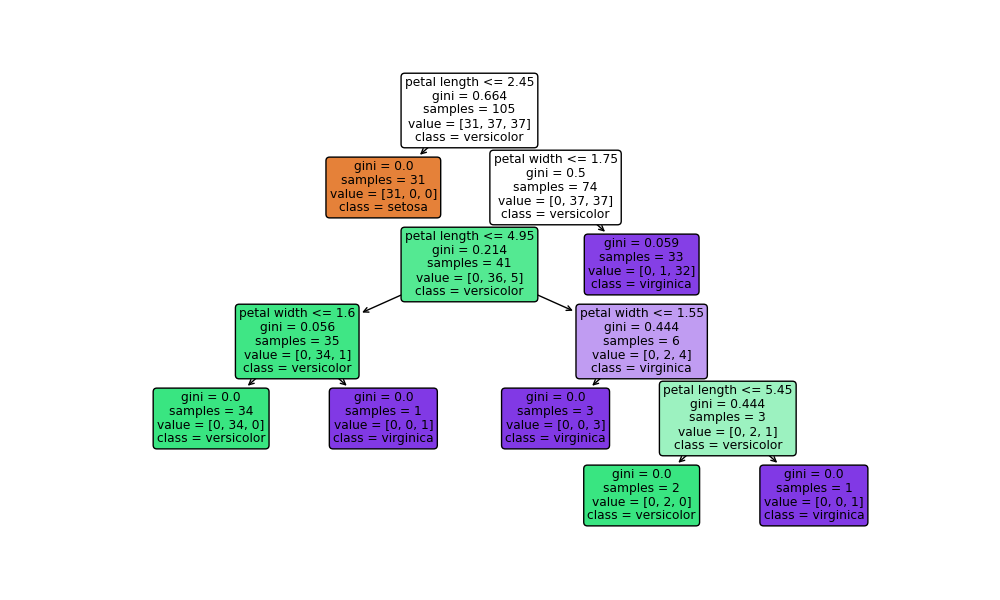 petal length <= 2.45
gini = 0.664
samples = 105
value = [31, 37, 37]
class = versicolor
gini = 0.0
samples = 31
value = [31, 0, 0]
class = setosa
petal width <= 1.75
gini = 0.5
samples = 74
value = [0, 37, 37]
class = versicolor
petal length <= 4.95
gini = 0.214
samples = 41
value = [0, 36, 5]
class = versicolor
gini = 0.059
samples = 33
value = [0, 1, 32]
class = virginica
petal width <= 1.6
gini = 0.056
samples = 35
value = [0, 34, 1]
class = versicolor
petal width <= 1.55
gini = 0.444
samples = 6
value = [0, 2, 4]
class = virginica
gini = 0.0
samples = 34
value = [0, 34, 0]
class = versicolor
gini = 0.0
samples = 1
value = [0, 0, 1]
class = virginica
gini = 0.0
samples = 3
value = [0, 0, 3]
class = virginica
petal length <= 5.45
gini = 0.444
samples = 3
value = [0, 2, 1]
class = versicolor
gini = 0.0
samples = 2
value = [0, 2, 0]
class = versicolor
gini = 0.0
samples = 1
value = [0, 0, 1]
class = virginica